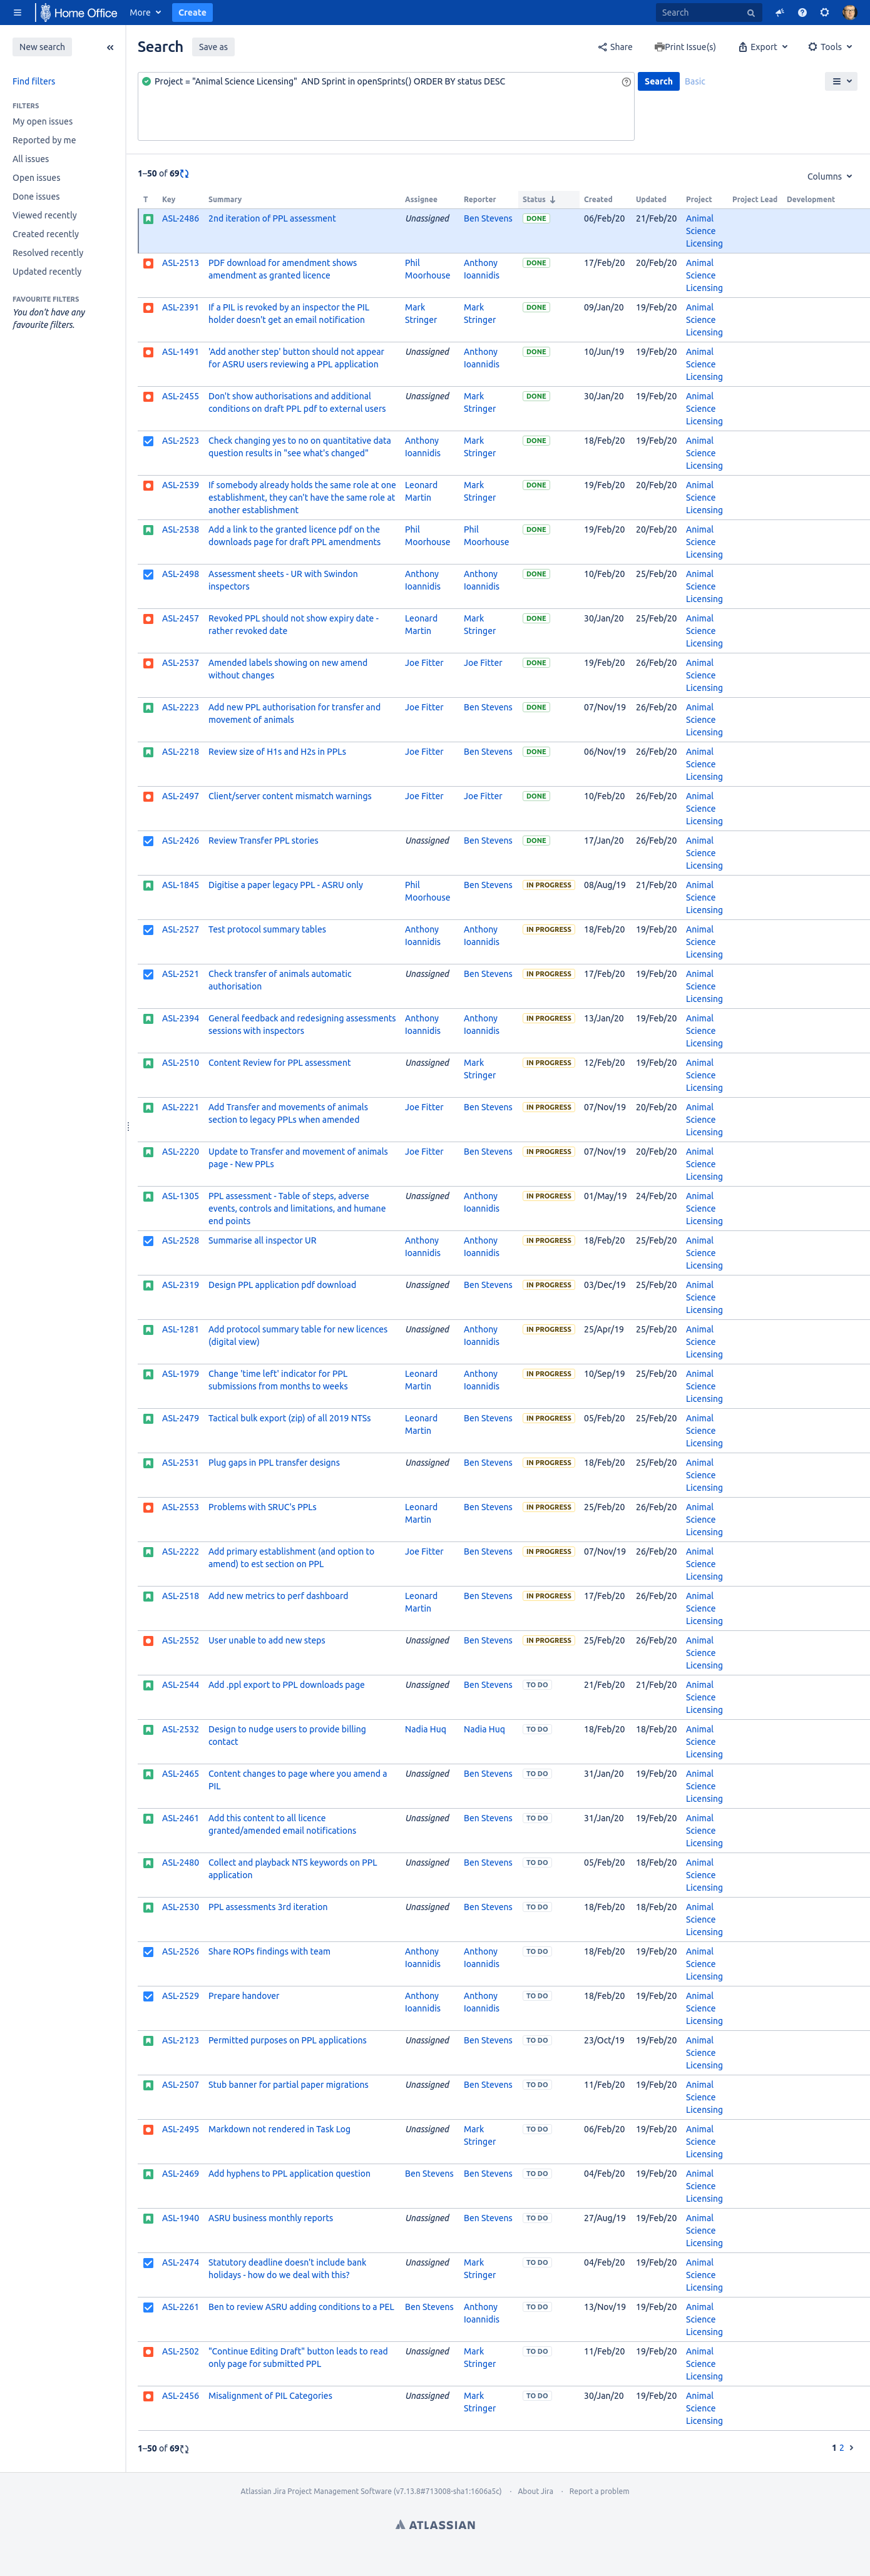 Home Office More Create Search
New search
Find filters
FILTERS
My open issues
Reported by me
All issues
Open issues
Done issues
Viewed recently
Created recently
Resolved recently
Updated recently
FAVOURITE FILTERS
You don't have any
favourite filters.
Search Save as Share Print Issue(s) Export Tools
Project = "Animal Science Licensing" AND Sprint in openSprints() ORDER BY status DESC Search Basic
1–50 of 69 Columns
T Key Summary Assignee Reporter Status Created Updated Project Project Lead Development
ASL-2486 2nd iteration of PPL assessment Unassigned Ben Stevens DONE 06/Feb/20 21/Feb/20 Animal
Science
Licensing
ASL-2513 PDF download for amendment shows Phil Anthony DONE 17/Feb/20 20/Feb/20 Animal
amendment as granted licence Moorhouse Ioannidis Science
Licensing
ASL-2391 If a PIL is revoked by an inspector the PIL Mark Mark DONE 09/Jan/20 19/Feb/20 Animal
holder doesn't get an email notification Stringer Stringer Science
Licensing
ASL-1491 'Add another step' button should not appear Unassigned Anthony DONE 10/Jun/19 19/Feb/20 Animal
for ASRU users reviewing a PPL application Ioannidis Science
Licensing
ASL-2455 Don't show authorisations and additional Unassigned Mark DONE 30/Jan/20 19/Feb/20 Animal
conditions on draft PPL pdf to external users Stringer Science
Licensing
ASL-2523 Check changing yes to no on quantitative data Anthony Mark DONE 18/Feb/20 19/Feb/20 Animal
question results in "see what's changed" Ioannidis Stringer Science
Licensing
ASL-2539 If somebody already holds the same role at one Leonard Mark DONE 19/Feb/20 20/Feb/20 Animal
establishment, they can't have the same role at Martin Stringer Science
another establishment Licensing
ASL-2538 Add a link to the granted licence pdf on the Phil Phil DONE 19/Feb/20 20/Feb/20 Animal
downloads page for draft PPL amendments Moorhouse Moorhouse Science
Licensing
ASL-2498 Assessment sheets - UR with Swindon Anthony Anthony DONE 10/Feb/20 25/Feb/20 Animal
inspectors Ioannidis Ioannidis Science
Licensing
ASL-2457 Revoked PPL should not show expiry date - Leonard Mark DONE 30/Jan/20 25/Feb/20 Animal
rather revoked date Martin Stringer Science
Licensing
ASL-2537 Amended labels showing on new amend Joe Fitter Joe Fitter DONE 19/Feb/20 26/Feb/20 Animal
without changes Science
Licensing
ASL-2223 Add new PPL authorisation for transfer and Joe Fitter Ben Stevens DONE 07/Nov/19 26/Feb/20 Animal
movement of animals Science
Licensing
ASL-2218 Review size of H1s and H2s in PPLs Joe Fitter Ben Stevens DONE 06/Nov/19 26/Feb/20 Animal
Science
Licensing
ASL-2497 Client/server content mismatch warnings Joe Fitter Joe Fitter DONE 10/Feb/20 26/Feb/20 Animal
Science
Licensing
ASL-2426 Review Transfer PPL stories Unassigned Ben Stevens DONE 17/Jan/20 26/Feb/20 Animal
Science
Licensing
ASL-1845 Digitise a paper legacy PPL - ASRU only Phil Ben Stevens IN PROGRESS 08/Aug/19 21/Feb/20 Animal
Moorhouse Science
Licensing
ASL-2527 Test protocol summary tables Anthony Anthony IN PROGRESS 18/Feb/20 19/Feb/20 Animal
Ioannidis Ioannidis Science
Licensing
ASL-2521 Check transfer of animals automatic Unassigned Ben Stevens IN PROGRESS 17/Feb/20 19/Feb/20 Animal
authorisation Science
Licensing
ASL-2394 General feedback and redesigning assessments Anthony Anthony IN PROGRESS 13/Jan/20 19/Feb/20 Animal
sessions with inspectors Ioannidis Ioannidis Science
Licensing
ASL-2510 Content Review for PPL assessment Unassigned Mark IN PROGRESS 12/Feb/20 19/Feb/20 Animal
Stringer Science
Licensing
ASL-2221 Add Transfer and movements of animals Joe Fitter Ben Stevens IN PROGRESS 07/Nov/19 20/Feb/20 Animal
section to legacy PPLs when amended Science
Licensing
ASL-2220 Update to Transfer and movement of animals Joe Fitter Ben Stevens IN PROGRESS 07/Nov/19 20/Feb/20 Animal
page - New PPLs Science
Licensing
ASL-1305 PPL assessment - Table of steps, adverse Unassigned Anthony IN PROGRESS 01/May/19 24/Feb/20 Animal
events, controls and limitations, and humane Ioannidis Science
end points Licensing
ASL-2528 Summarise all inspector UR Anthony Anthony IN PROGRESS 18/Feb/20 25/Feb/20 Animal
Ioannidis Ioannidis Science
Licensing
ASL-2319 Design PPL application pdf download Unassigned Ben Stevens IN PROGRESS 03/Dec/19 25/Feb/20 Animal
Science
Licensing
ASL-1281 Add protocol summary table for new licences Unassigned Anthony IN PROGRESS 25/Apr/19 25/Feb/20 Animal
(digital view) Ioannidis Science
Licensing
ASL-1979 Change 'time left' indicator for PPL Leonard Anthony IN PROGRESS 10/Sep/19 25/Feb/20 Animal
submissions from months to weeks Martin Ioannidis Science
Licensing
ASL-2479 Tactical bulk export (zip) of all 2019 NTSs Leonard Ben Stevens IN PROGRESS 05/Feb/20 25/Feb/20 Animal
Martin Science
Licensing
ASL-2531 Plug gaps in PPL transfer designs Unassigned Ben Stevens IN PROGRESS 18/Feb/20 25/Feb/20 Animal
Science
Licensing
ASL-2553 Problems with SRUC's PPLs Leonard Ben Stevens IN PROGRESS 25/Feb/20 26/Feb/20 Animal
Martin Science
Licensing
ASL-2222 Add primary establishment (and option to Joe Fitter Ben Stevens IN PROGRESS 07/Nov/19 26/Feb/20 Animal
amend) to est section on PPL Science
Licensing
ASL-2518 Add new metrics to perf dashboard Leonard Ben Stevens IN PROGRESS 17/Feb/20 26/Feb/20 Animal
Martin Science
Licensing
ASL-2552 User unable to add new steps Unassigned Ben Stevens IN PROGRESS 25/Feb/20 26/Feb/20 Animal
Science
Licensing
ASL-2544 Add .ppl export to PPL downloads page Unassigned Ben Stevens TO DO 21/Feb/20 21/Feb/20 Animal
Science
Licensing
ASL-2532 Design to nudge users to provide billing Nadia Huq Nadia Huq TO DO 18/Feb/20 18/Feb/20 Animal
contact Science
Licensing
ASL-2465 Content changes to page where you amend a Unassigned Ben Stevens TO DO 31/Jan/20 19/Feb/20 Animal
PIL Science
Licensing
ASL-2461 Add this content to all licence Unassigned Ben Stevens TO DO 31/Jan/20 19/Feb/20 Animal
granted/amended email notifications Science
Licensing
ASL-2480 Collect and playback NTS keywords on PPL Unassigned Ben Stevens TO DO 05/Feb/20 18/Feb/20 Animal
application Science
Licensing
ASL-2530 PPL assessments 3rd iteration Unassigned Ben Stevens TO DO 18/Feb/20 18/Feb/20 Animal
Science
Licensing
ASL-2526 Share ROPs findings with team Anthony Anthony TO DO 18/Feb/20 19/Feb/20 Animal
Ioannidis Ioannidis Science
Licensing
ASL-2529 Prepare handover Anthony Anthony TO DO 18/Feb/20 19/Feb/20 Animal
Ioannidis Ioannidis Science
Licensing
ASL-2123 Permitted purposes on PPL applications Unassigned Ben Stevens TO DO 23/Oct/19 19/Feb/20 Animal
Science
Licensing
ASL-2507 Stub banner for partial paper migrations Unassigned Ben Stevens TO DO 11/Feb/20 19/Feb/20 Animal
Science
Licensing
ASL-2495 Markdown not rendered in Task Log Unassigned Mark TO DO 06/Feb/20 19/Feb/20 Animal
Stringer Science
Licensing
ASL-2469 Add hyphens to PPL application question Ben Stevens Ben Stevens TO DO 04/Feb/20 19/Feb/20 Animal
Science
Licensing
ASL-1940 ASRU business monthly reports Unassigned Ben Stevens TO DO 27/Aug/19 19/Feb/20 Animal
Science
Licensing
ASL-2474 Statutory deadline doesn't include bank Unassigned Mark TO DO 04/Feb/20 19/Feb/20 Animal
holidays - how do we deal with this? Stringer Science
Licensing
ASL-2261 Ben to review ASRU adding conditions to a PEL Ben Stevens Anthony TO DO 13/Nov/19 19/Feb/20 Animal
Ioannidis Science
Licensing
ASL-2502 "Continue Editing Draft" button leads to read Unassigned Mark TO DO 11/Feb/20 19/Feb/20 Animal
only page for submitted PPL Stringer Science
Licensing
ASL-2456 Misalignment of PIL Categories Unassigned Mark TO DO 30/Jan/20 19/Feb/20 Animal
Stringer Science
Licensing
1–50 of 69 1 2
Atlassian Jira Project Management Software (v7.13.8#713008-sha1:1606a5c) · About Jira · Report a problem
ATLASSIAN